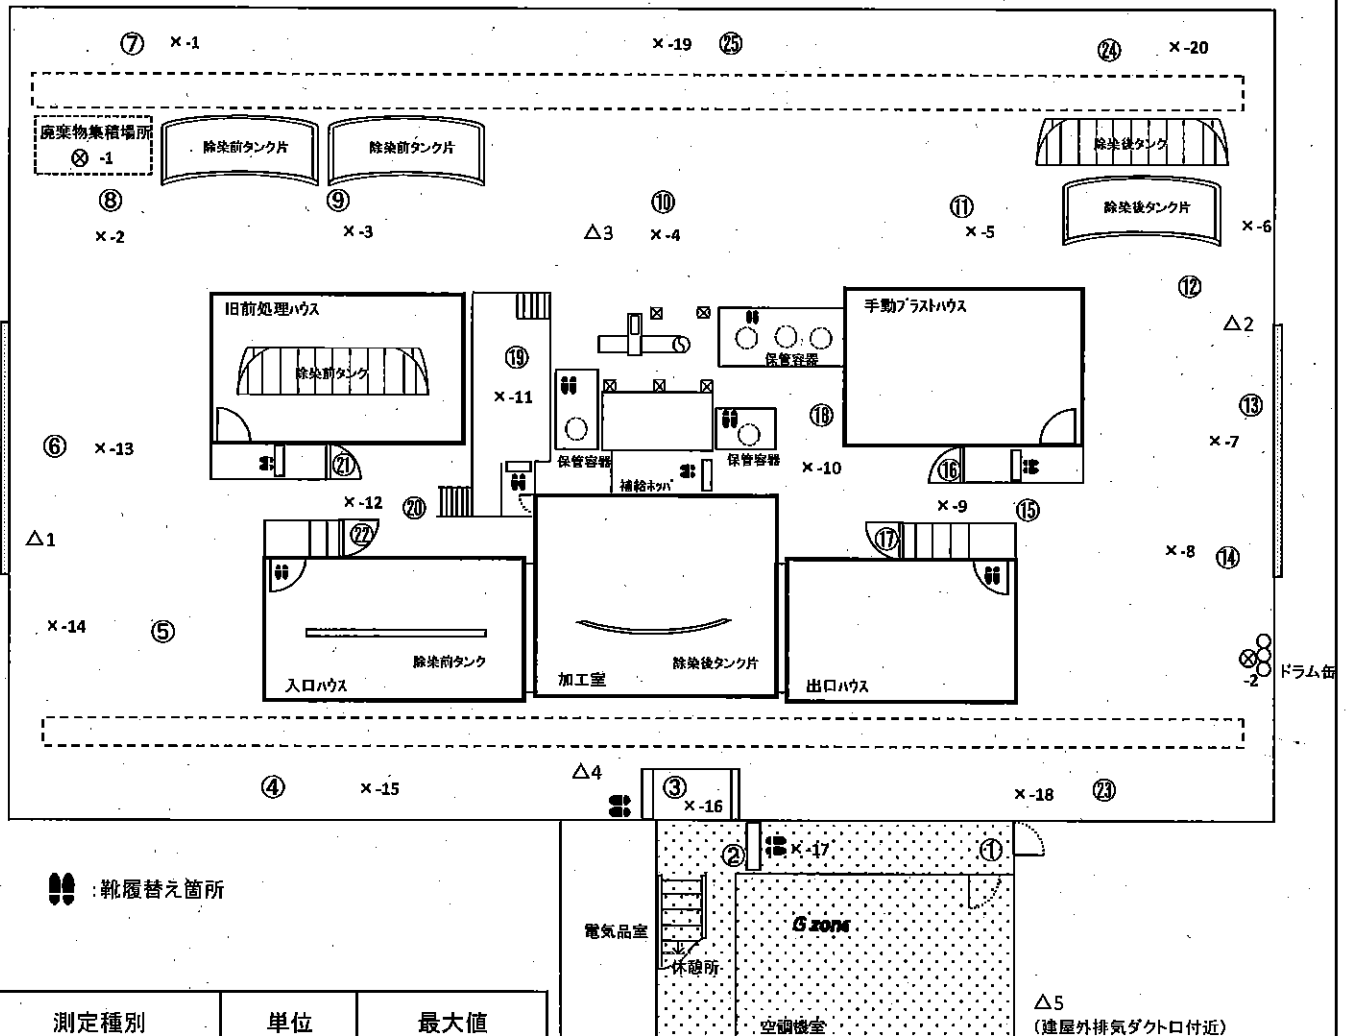 ⑦ ×-1 ×-19 ㉕ ㉔ ×-20
廃棄物集積場所
⊗ -1
除染前タンク片 除染前タンク片
除染後タンク
除染後タンク片
⑧ ⑨ ⑩ ⑪
×-2 ×-3 △3 ×-4 ×-5 ×-6
⑫
△2
旧前処理ハウス
除染前タンク
⑲
×-11
保管容器
手動ブラストハウス
⑬
×-7
⑱
⑥ ×-13
㉑
保管容器 保管容器
×-10
⑯
補給ホッパ
×-12 ⑳
×-9 ⑮
△1
㉒
⑰
×-8 ⑭
×-14 ⑤
除染前タンク
入口ハウス
除染後タンク片
加工室
出口ハウス
⊗
-2
ドラム缶
④ ×-15
△4
③
×-16
×-18 ㉓
② ×-17 ①
:靴履替え箇所
電気品室
G zone
休憩所
空調機室
△5
(建屋外排気ダクト口付近)
測定種別 単位 最大値